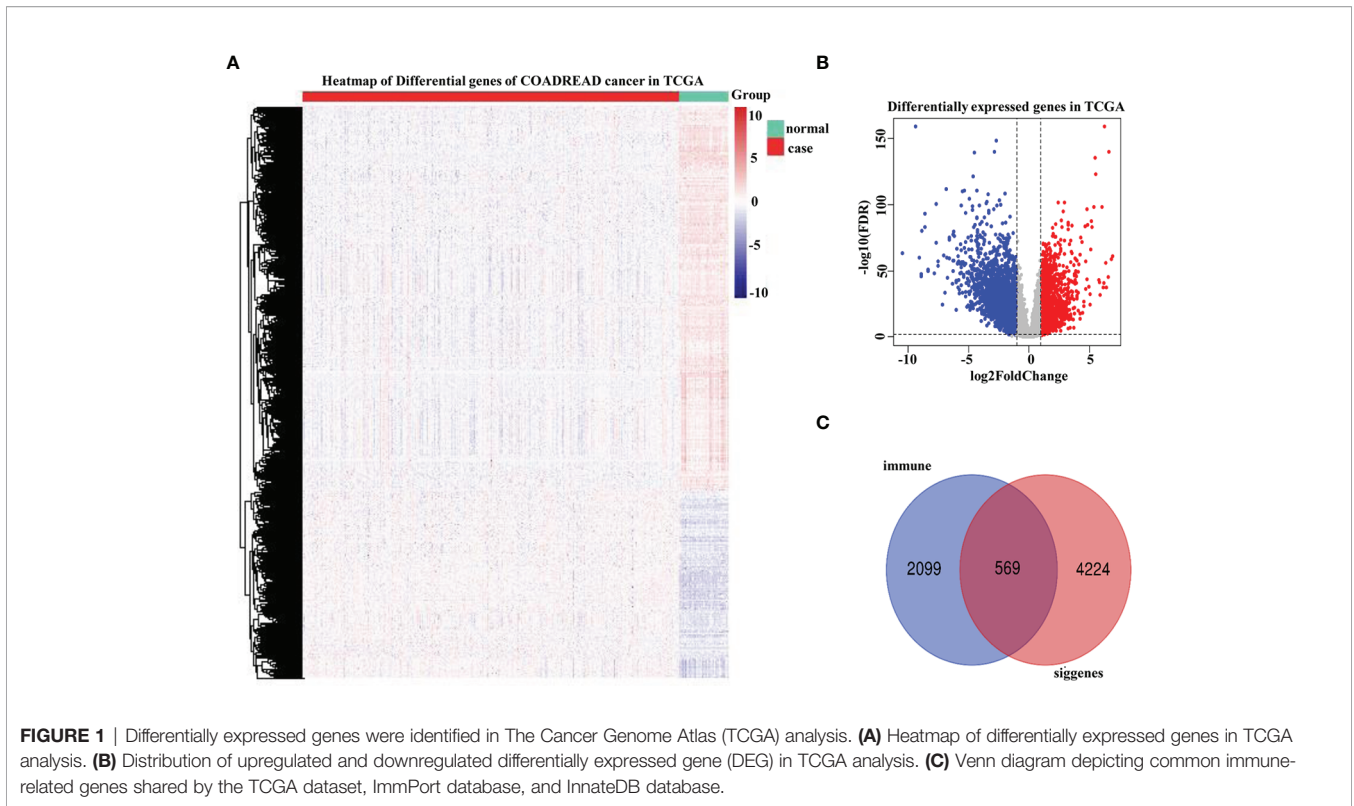 A
Heatmap of Differential genes of COADREAD cancer in TCGA
Group
10
5
0
-5
-10
normal
case
B
Differentially expressed genes in TCGA
-log10(FDR)
150
100
50
0
-10
-5
0
5
log2FoldChange
C
immune
2099
569
4224
siggenes
FIGURE 1 | Differentially expressed genes were identified in The Cancer Genome Atlas (TCGA) analysis. (A) Heatmap of differentially expressed genes in TCGA
analysis. (B) Distribution of upregulated and downregulated differentially expressed gene (DEG) in TCGA analysis. (C) Venn diagram depicting common immune-
related genes shared by the TCGA dataset, ImmPort database, and InnateDB database.